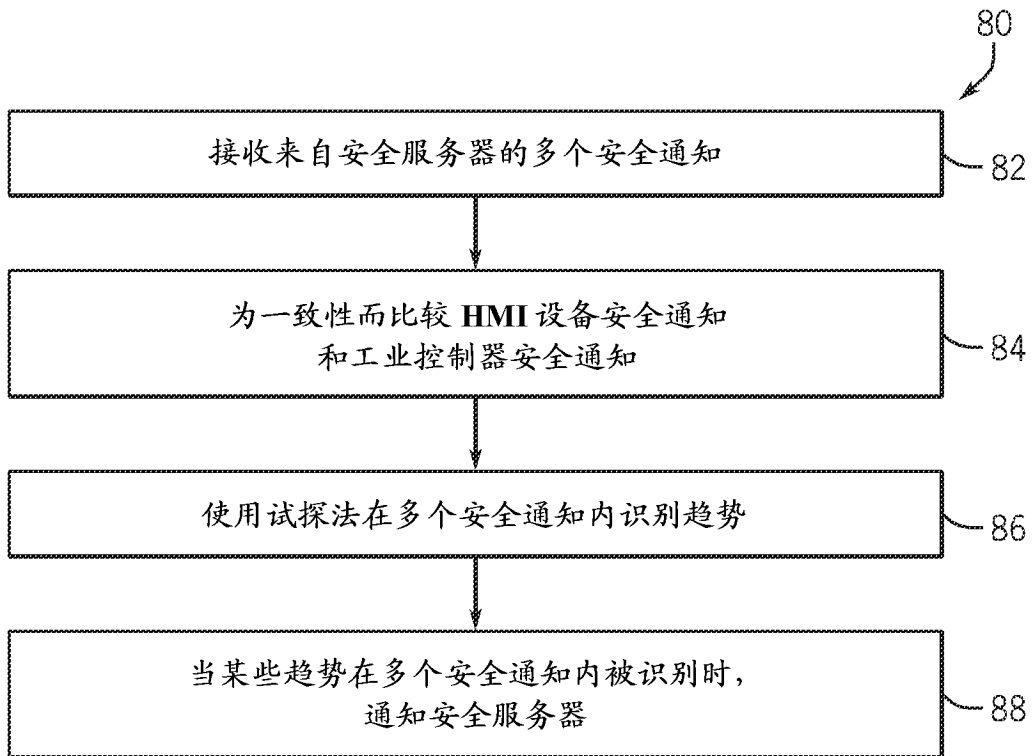 80
接收来自安全服务器的多个安全通知
82
为一致性而比较 HMI 设备安全通知
和工业控制器安全通知
84
使用试探法在多个安全通知内识别趋势
86
当某些趋势在多个安全通知内被识别时，
通知安全服务器
88